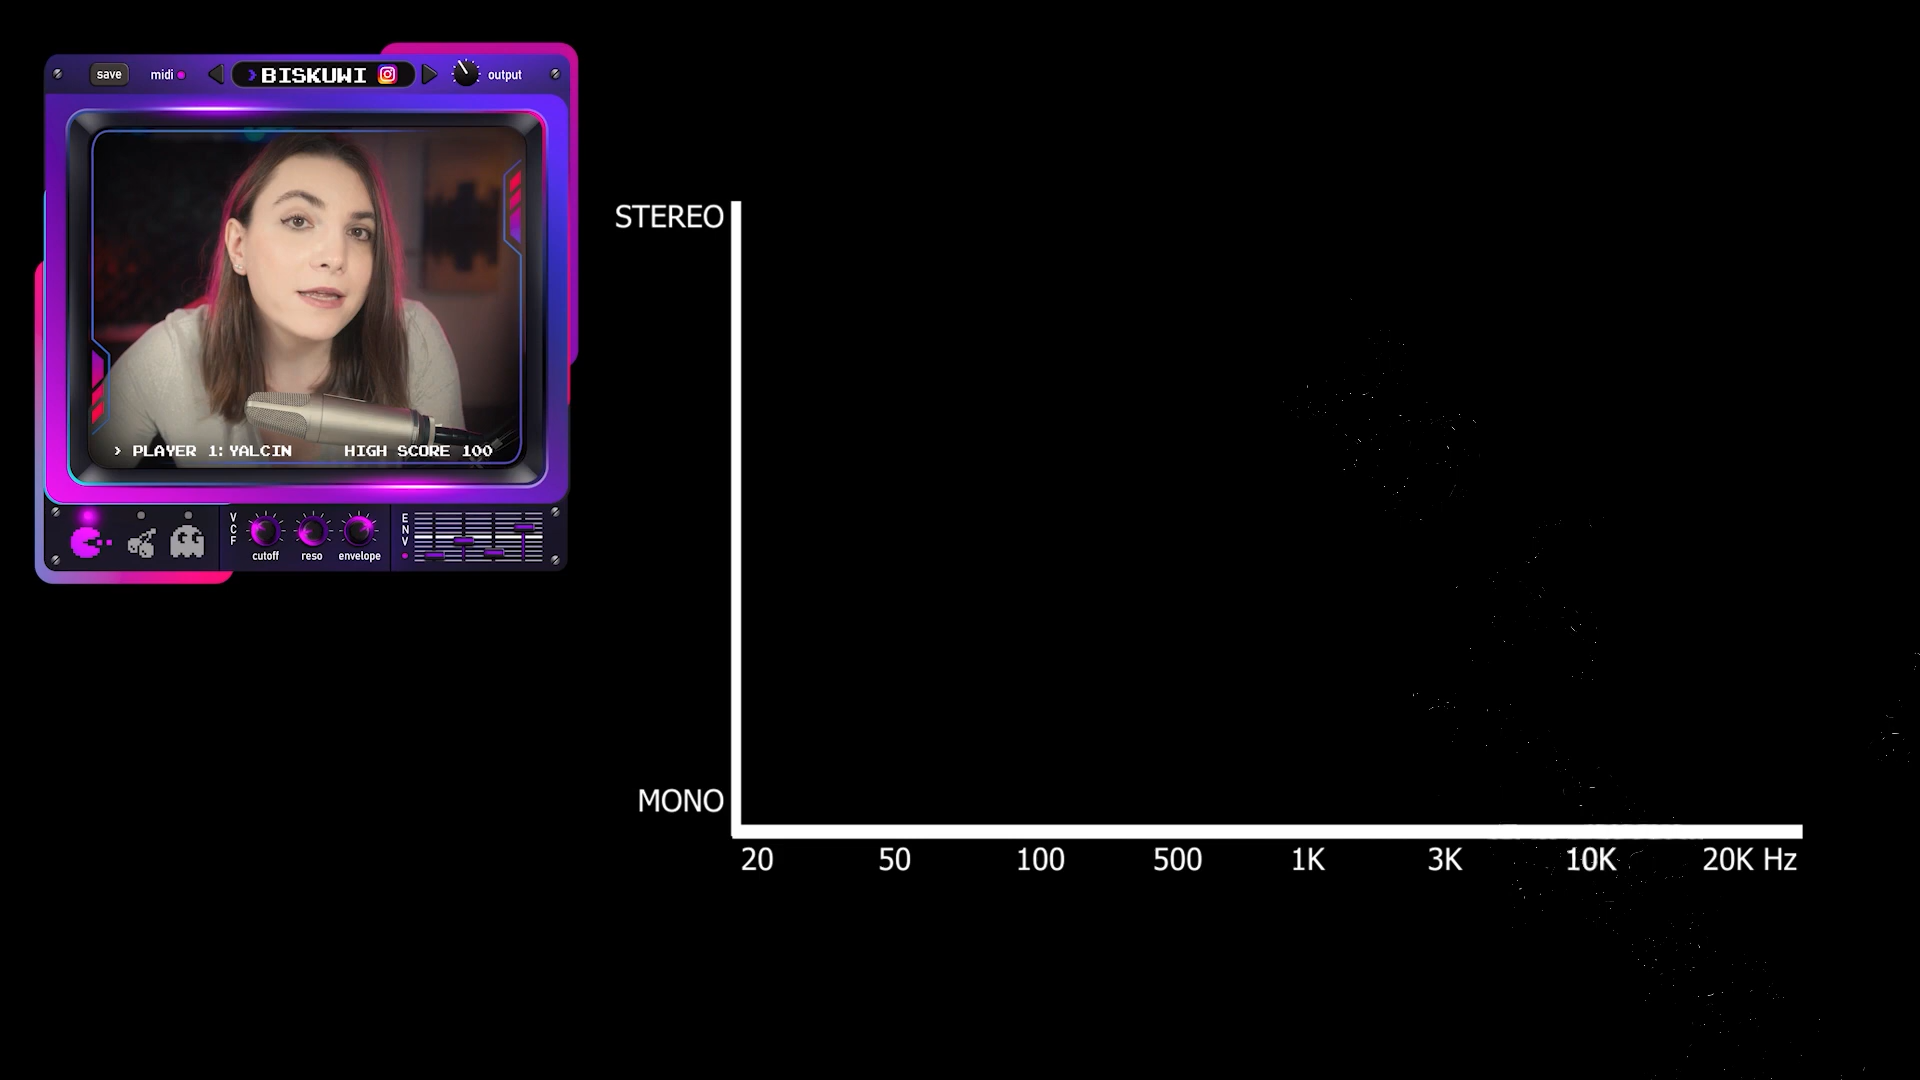 save midi BISKUWI output
PLAYER 1: YALCIN HIGH SCORE 100
VCF cutoff reso envelope ENV
STEREO
MONO
20 50 100 500 1K 3K 10K 20K Hz